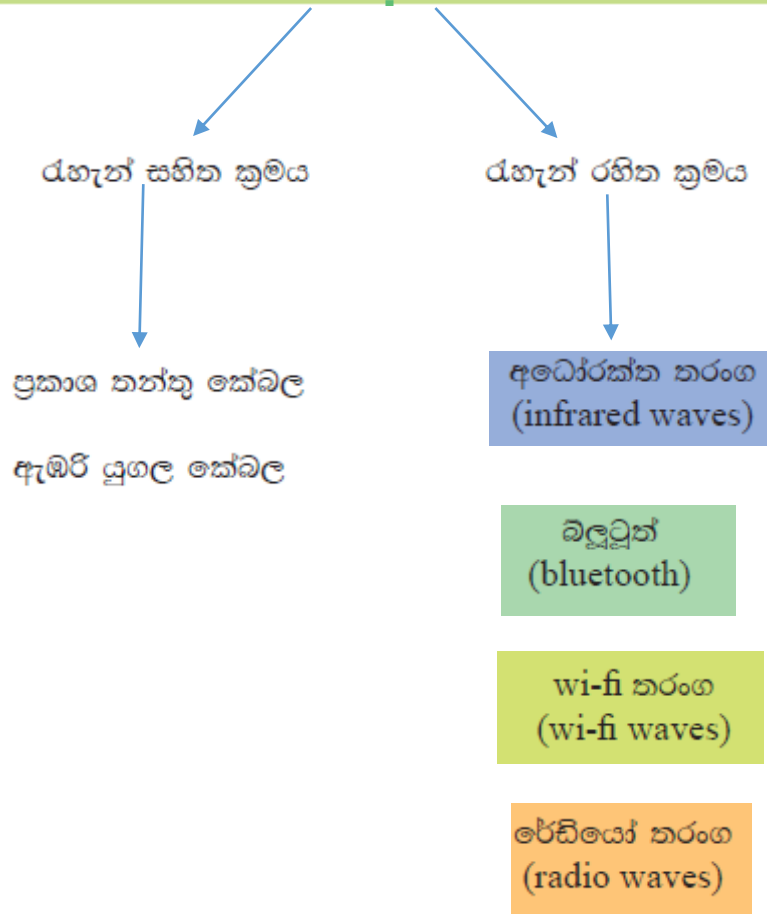 රැහැන් සහිත ක්‍රමය
රැහැන් රහිත ක්‍රමය
ප්‍රකාශ තන්තු කේබල
ඇඹරි යුගල කේබල
අධෝරක්ත තරංග
(infrared waves)
බ්ලූටූත්
(bluetooth)
wi-fi තරංග
(wi-fi waves)
රේඩියෝ තරංග
(radio waves)